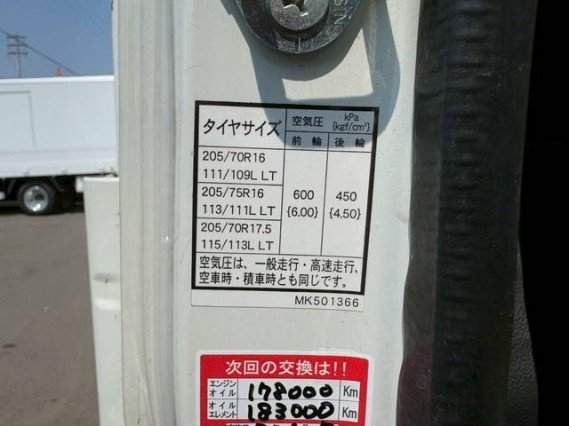 タイヤサイズ 空気圧 kPa {kgf/cm²}
前輪 後輪
205/70R16
111/109L LT
205/75R16 600 450
113/111L LT {6.00} {4.50}
205/70R17.5
115/113L LT
空気圧は、一般走行・高速走行、
空車時・積車時とも同じです。
MK501366
次回の交換は!!
エンジンオイル 178000 Km
オイルエレメント 183000 Km